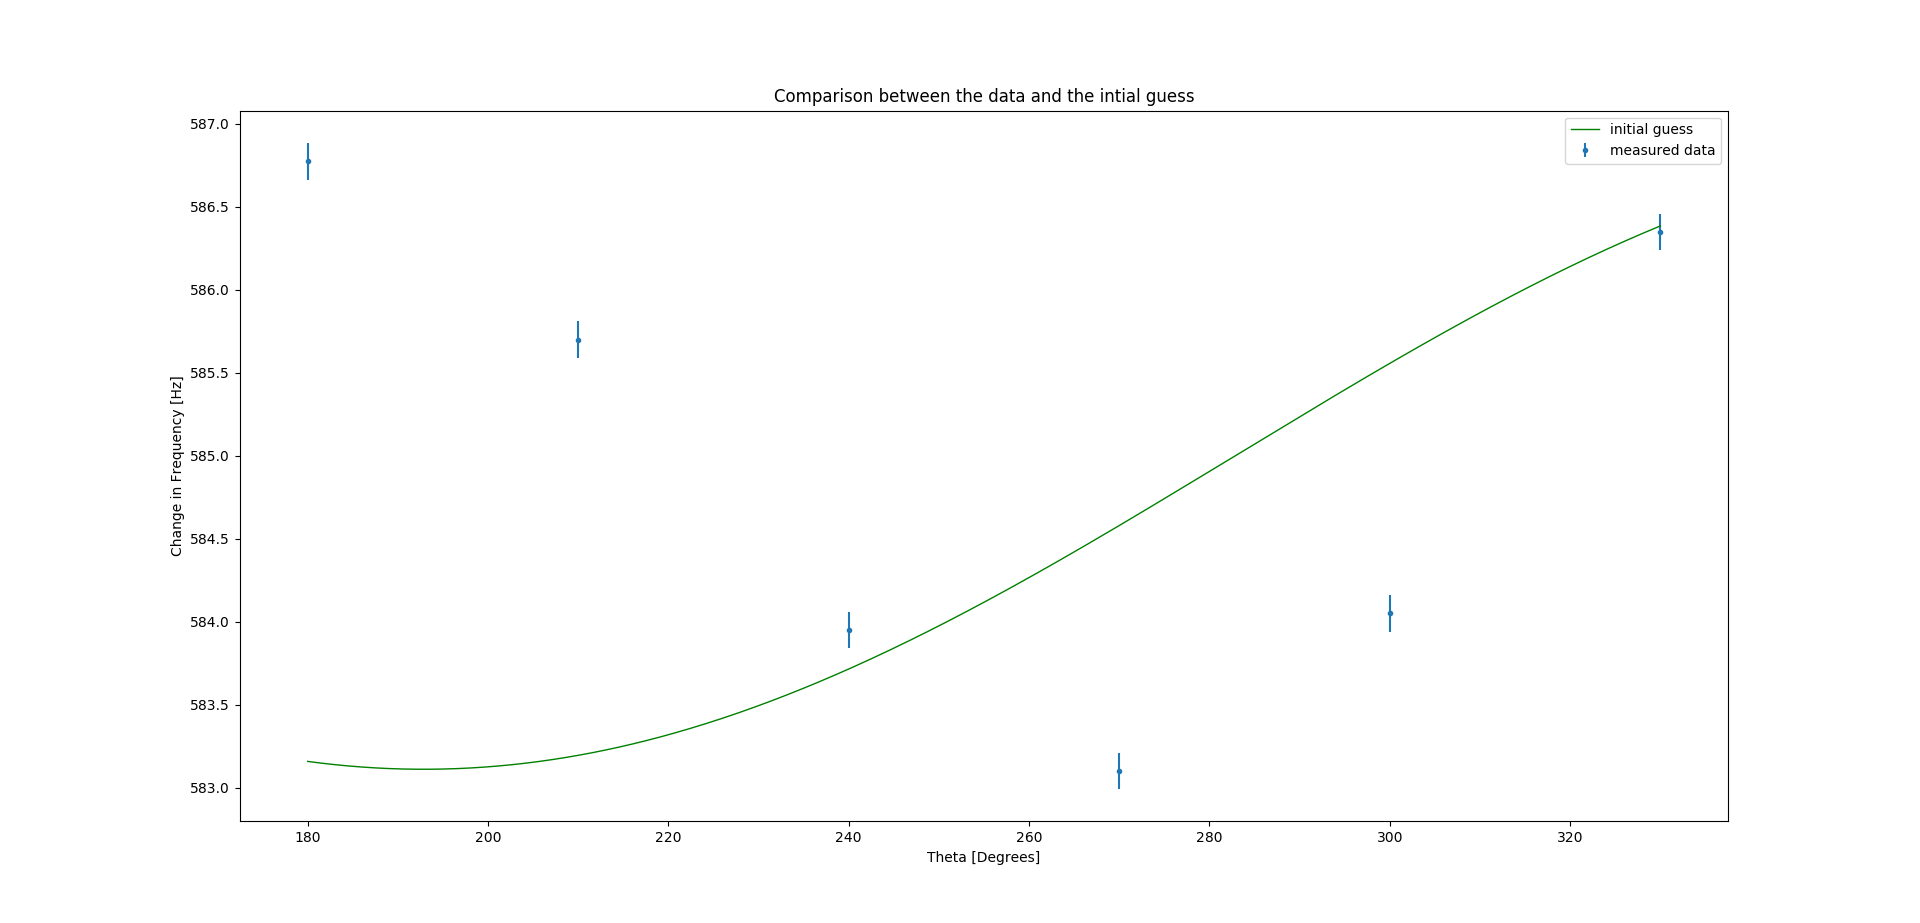 Comparison between the data and the intial guess
initial guess
measured data
Change in Frequency [Hz]
587.0
586.5
586.0
585.5
585.0
584.5
584.0
583.5
583.0
180 200 220 240 260 280 300 320
Theta [Degrees]